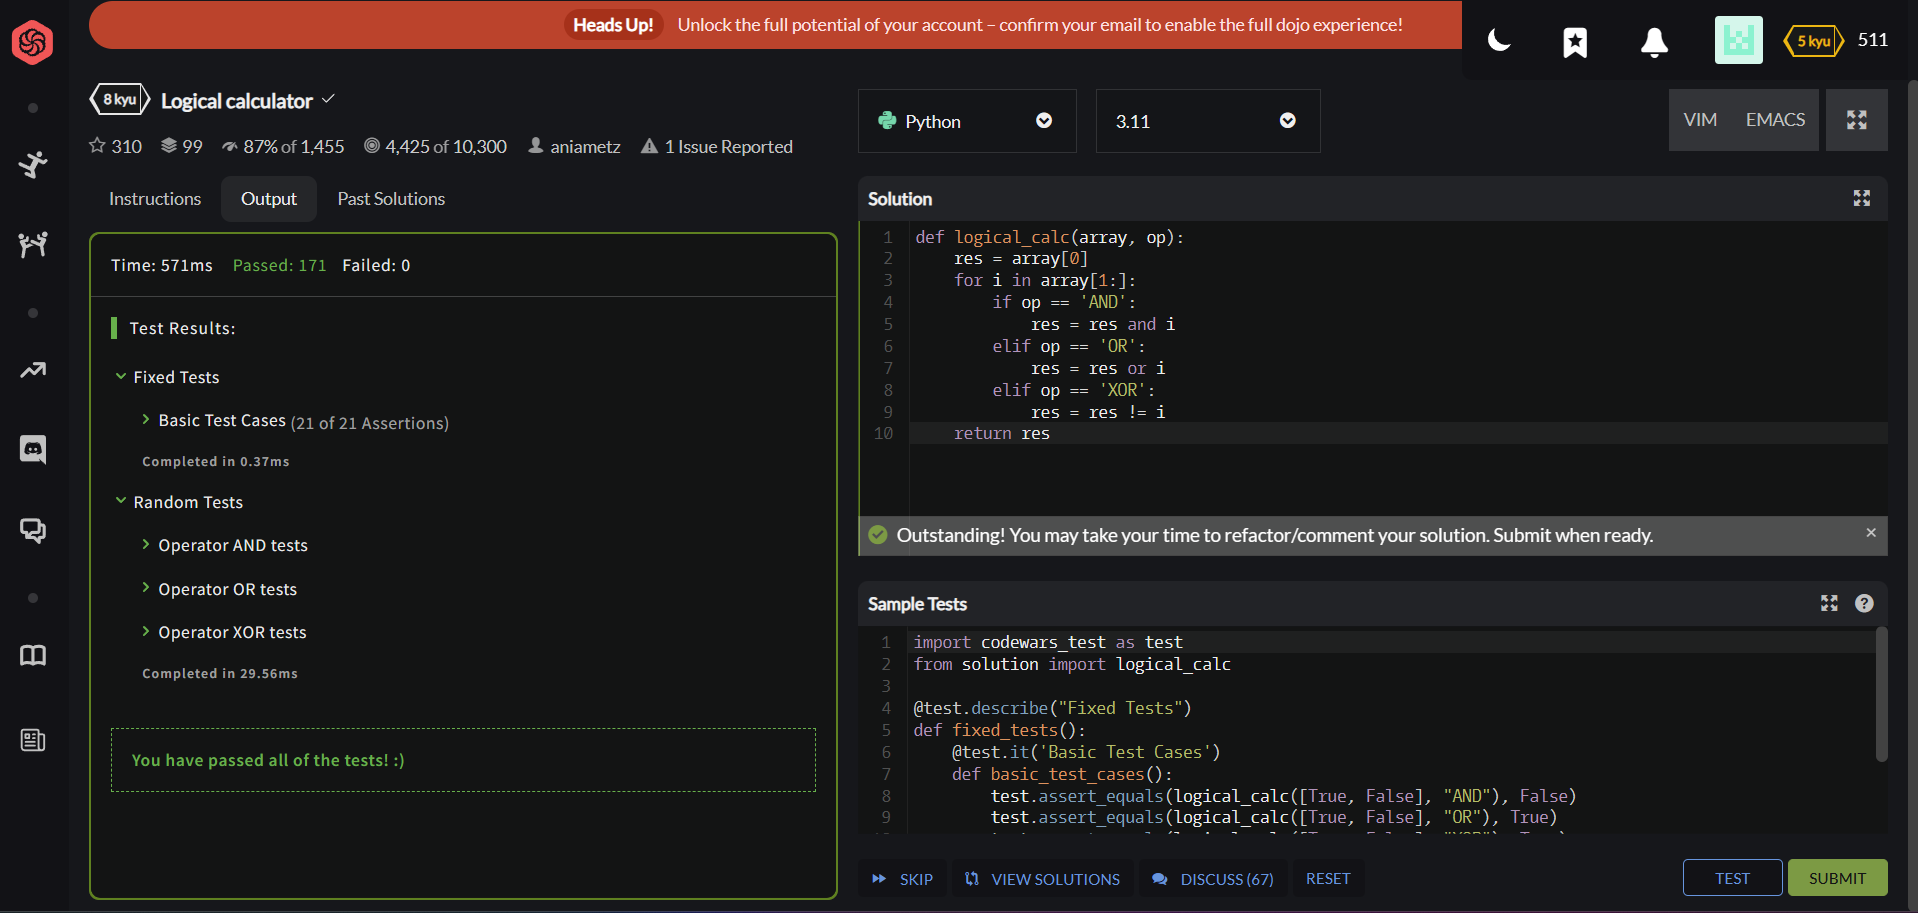 Heads Up! Unlock the full potential of your account – confirm your email to enable the full dojo experience!
5 kyu 511
8 kyu Logical calculator
310 99 87% of 1,455 4,425 of 10,300 aniametz 1 Issue Reported
Instructions Output Past Solutions
Time: 571ms Passed: 171 Failed: 0
Test Results:
Fixed Tests
Basic Test Cases (21 of 21 Assertions)
Completed in 0.37ms
Random Tests
Operator AND tests
Operator OR tests
Operator XOR tests
Completed in 29.56ms
You have passed all of the tests! :)
Python 3.11 VIM EMACS
Solution
1 def logical_calc(array, op):
2     res = array[0]
3     for i in array[1:]:
4         if op == 'AND':
5             res = res and i
6         elif op == 'OR':
7             res = res or i
8         elif op == 'XOR':
9             res = res != i
10     return res
Outstanding! You may take your time to refactor/comment your solution. Submit when ready. ×
Sample Tests ?
1 import codewars_test as test
2 from solution import logical_calc
3
4 @test.describe("Fixed Tests")
5 def fixed_tests():
6     @test.it('Basic Test Cases')
7     def basic_test_cases():
8         test.assert_equals(logical_calc([True, False], "AND"), False)
9         test.assert_equals(logical_calc([True, False], "OR"), True)
SKIP VIEW SOLUTIONS DISCUSS (67) RESET TEST SUBMIT